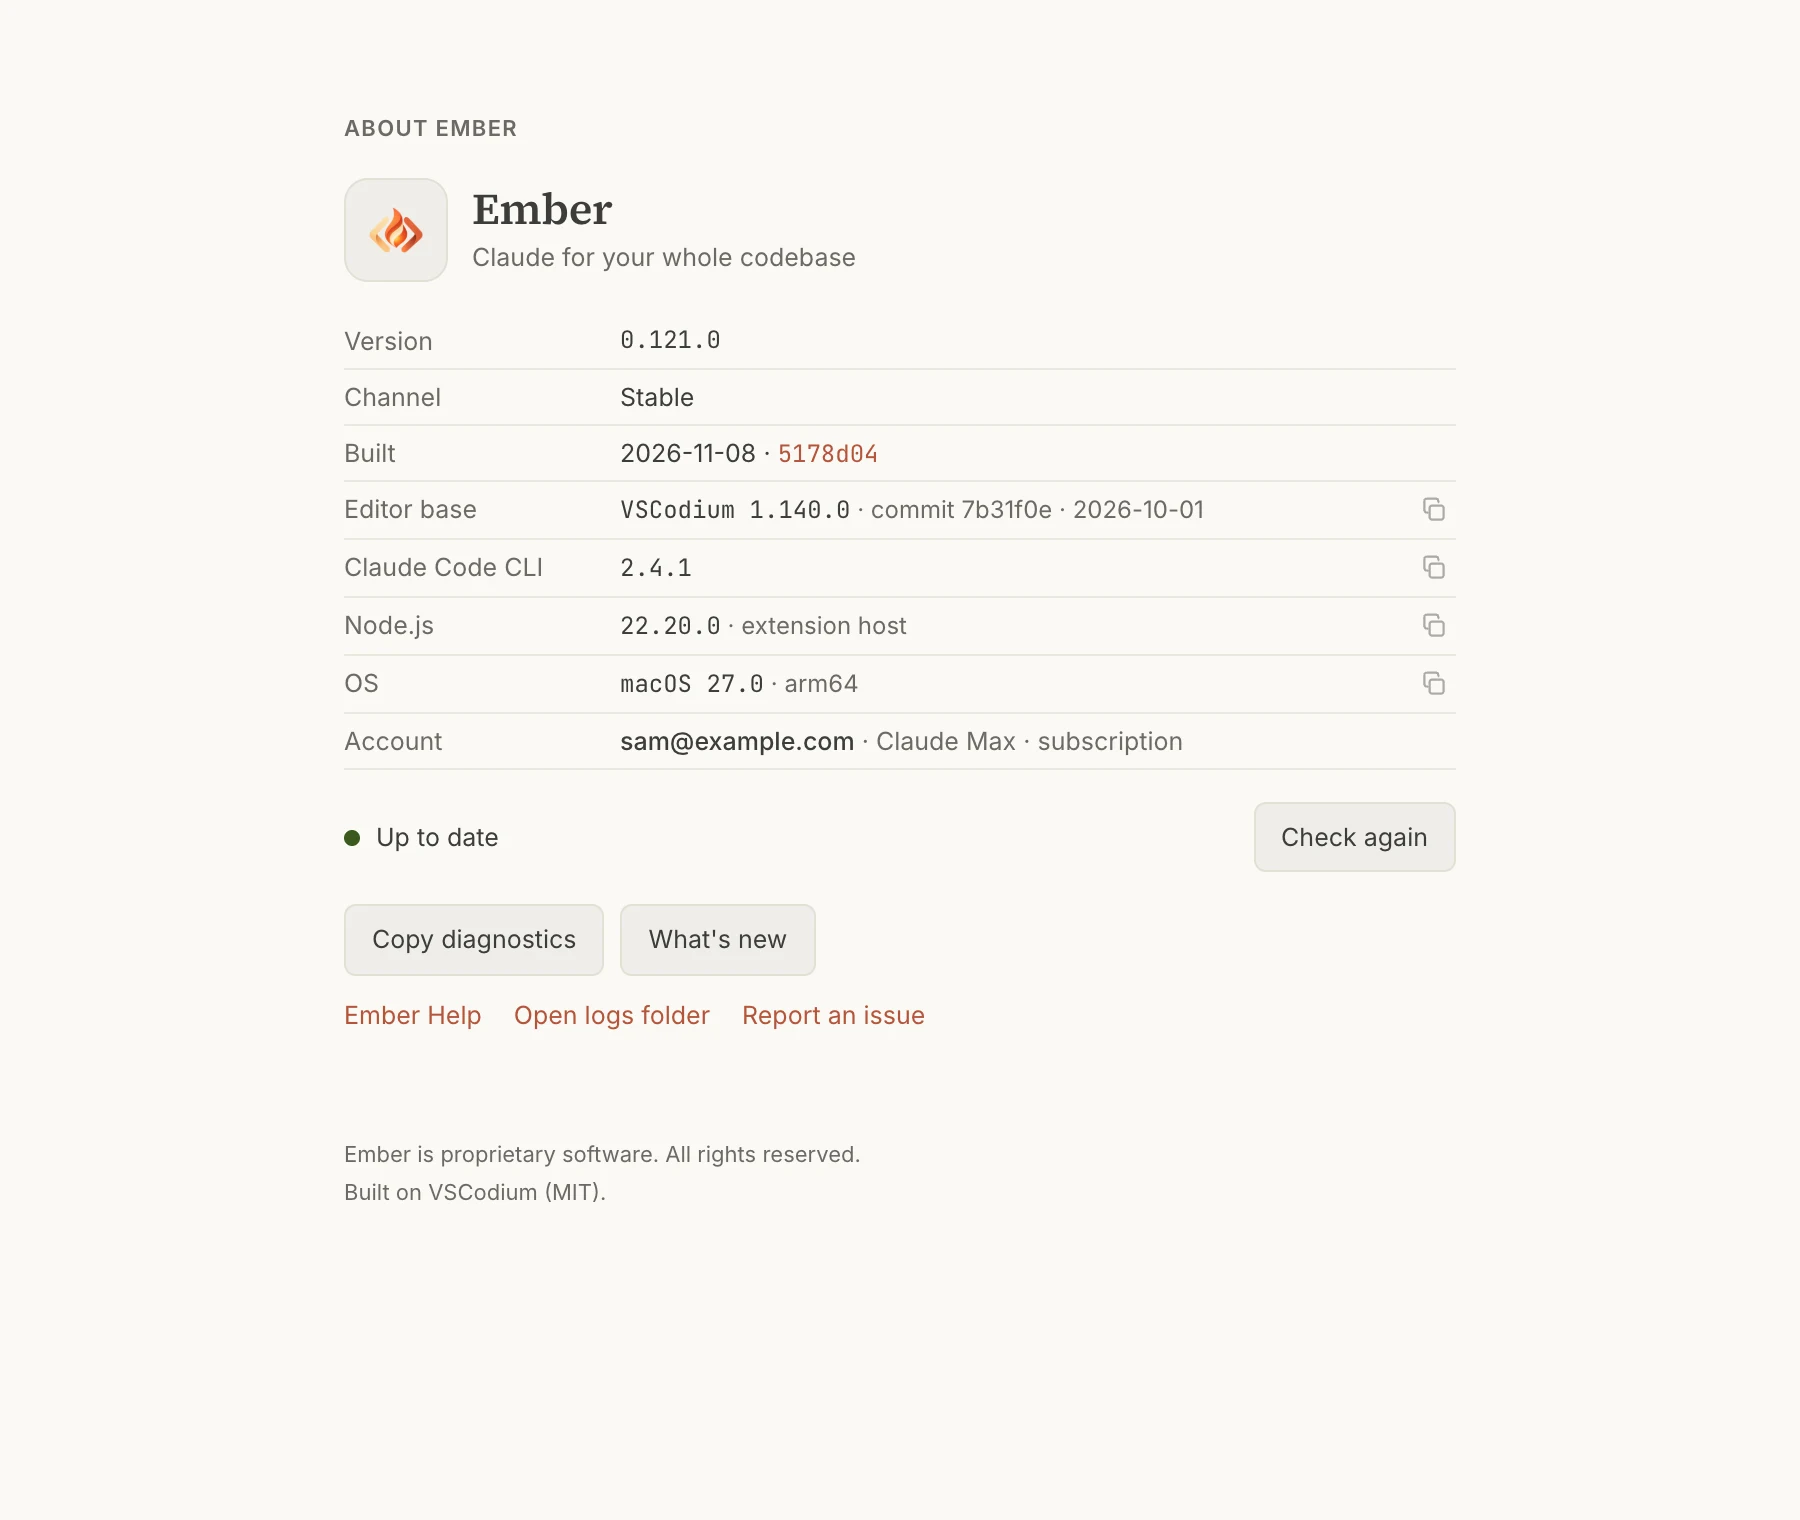 ABOUT EMBER
Ember
Claude for your whole codebase
Version 0.121.0
Channel Stable
Built 2026-11-08 · 5178d04
Editor base VSCodium 1.140.0 · commit 7b31f0e · 2026-10-01
Claude Code CLI 2.4.1
Node.js 22.20.0 · extension host
OS macOS 27.0 · arm64
Account sam@example.com · Claude Max · subscription
Up to date Check again
Copy diagnostics What's new
Ember Help Open logs folder Report an issue
Ember is proprietary software. All rights reserved.
Built on VSCodium (MIT).